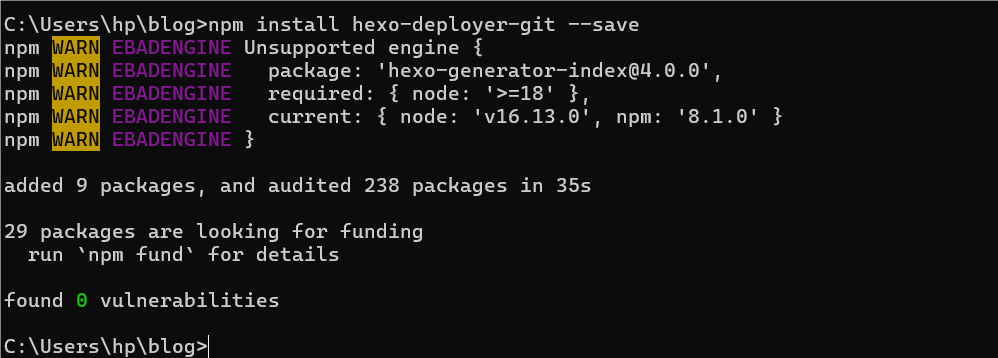 C:\Users\hp\blog>npm install hexo-deployer-git --save
npm WARN EBADENGINE Unsupported engine {
npm WARN EBADENGINE   package: 'hexo-generator-index@4.0.0',
npm WARN EBADENGINE   required: { node: '>=18' },
npm WARN EBADENGINE   current: { node: 'v16.13.0', npm: '8.1.0' }
npm WARN EBADENGINE }
added 9 packages, and audited 238 packages in 35s
29 packages are looking for funding
  run `npm fund` for details
found 0 vulnerabilities
C:\Users\hp\blog>